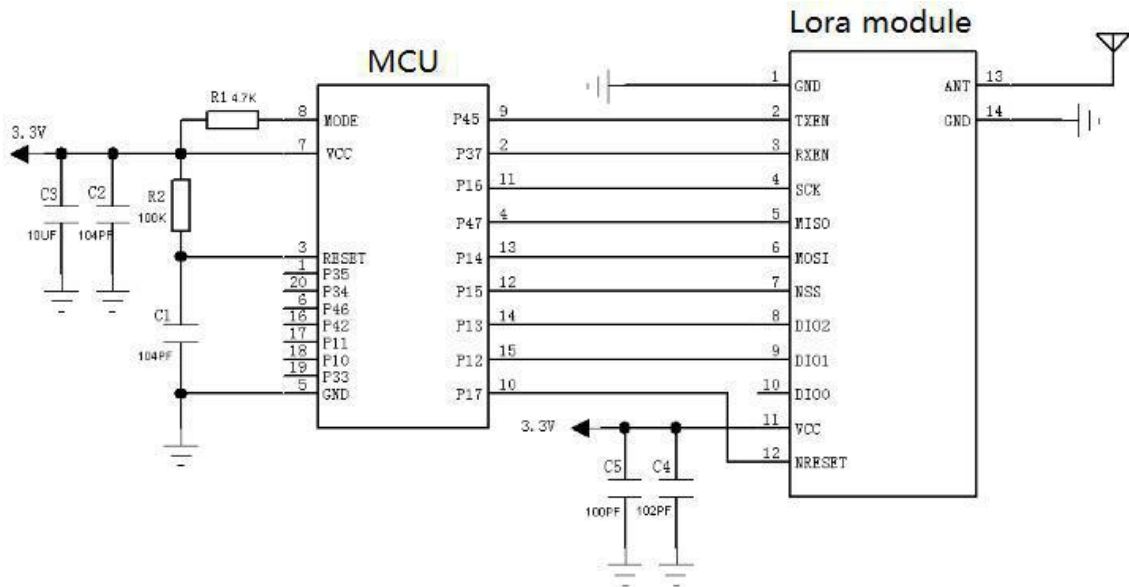 Lora module
MCU
R1 4.7K
3.3V
C3
10UF
C2
104PF
R2
100K
C1
104PF
8 MODE
7 VCC
3 RESET
1 P35
20 P34
6 P46
16 P42
17 P11
18 P10
19 P33
5 GND
P45 9
P37 2
P16 11
P47 4
P14 13
P15 12
P13 14
P12 15
P17 10
1 GND
2 TXEN
3 RXEN
4 SCK
5 MISO
6 MOSI
7 NSS
8 DIO2
9 DIO1
10 DIO0
11 VCC
12 NRESET
ANT 13
GND 14
3.3V
C5
100PF
C4
102PF